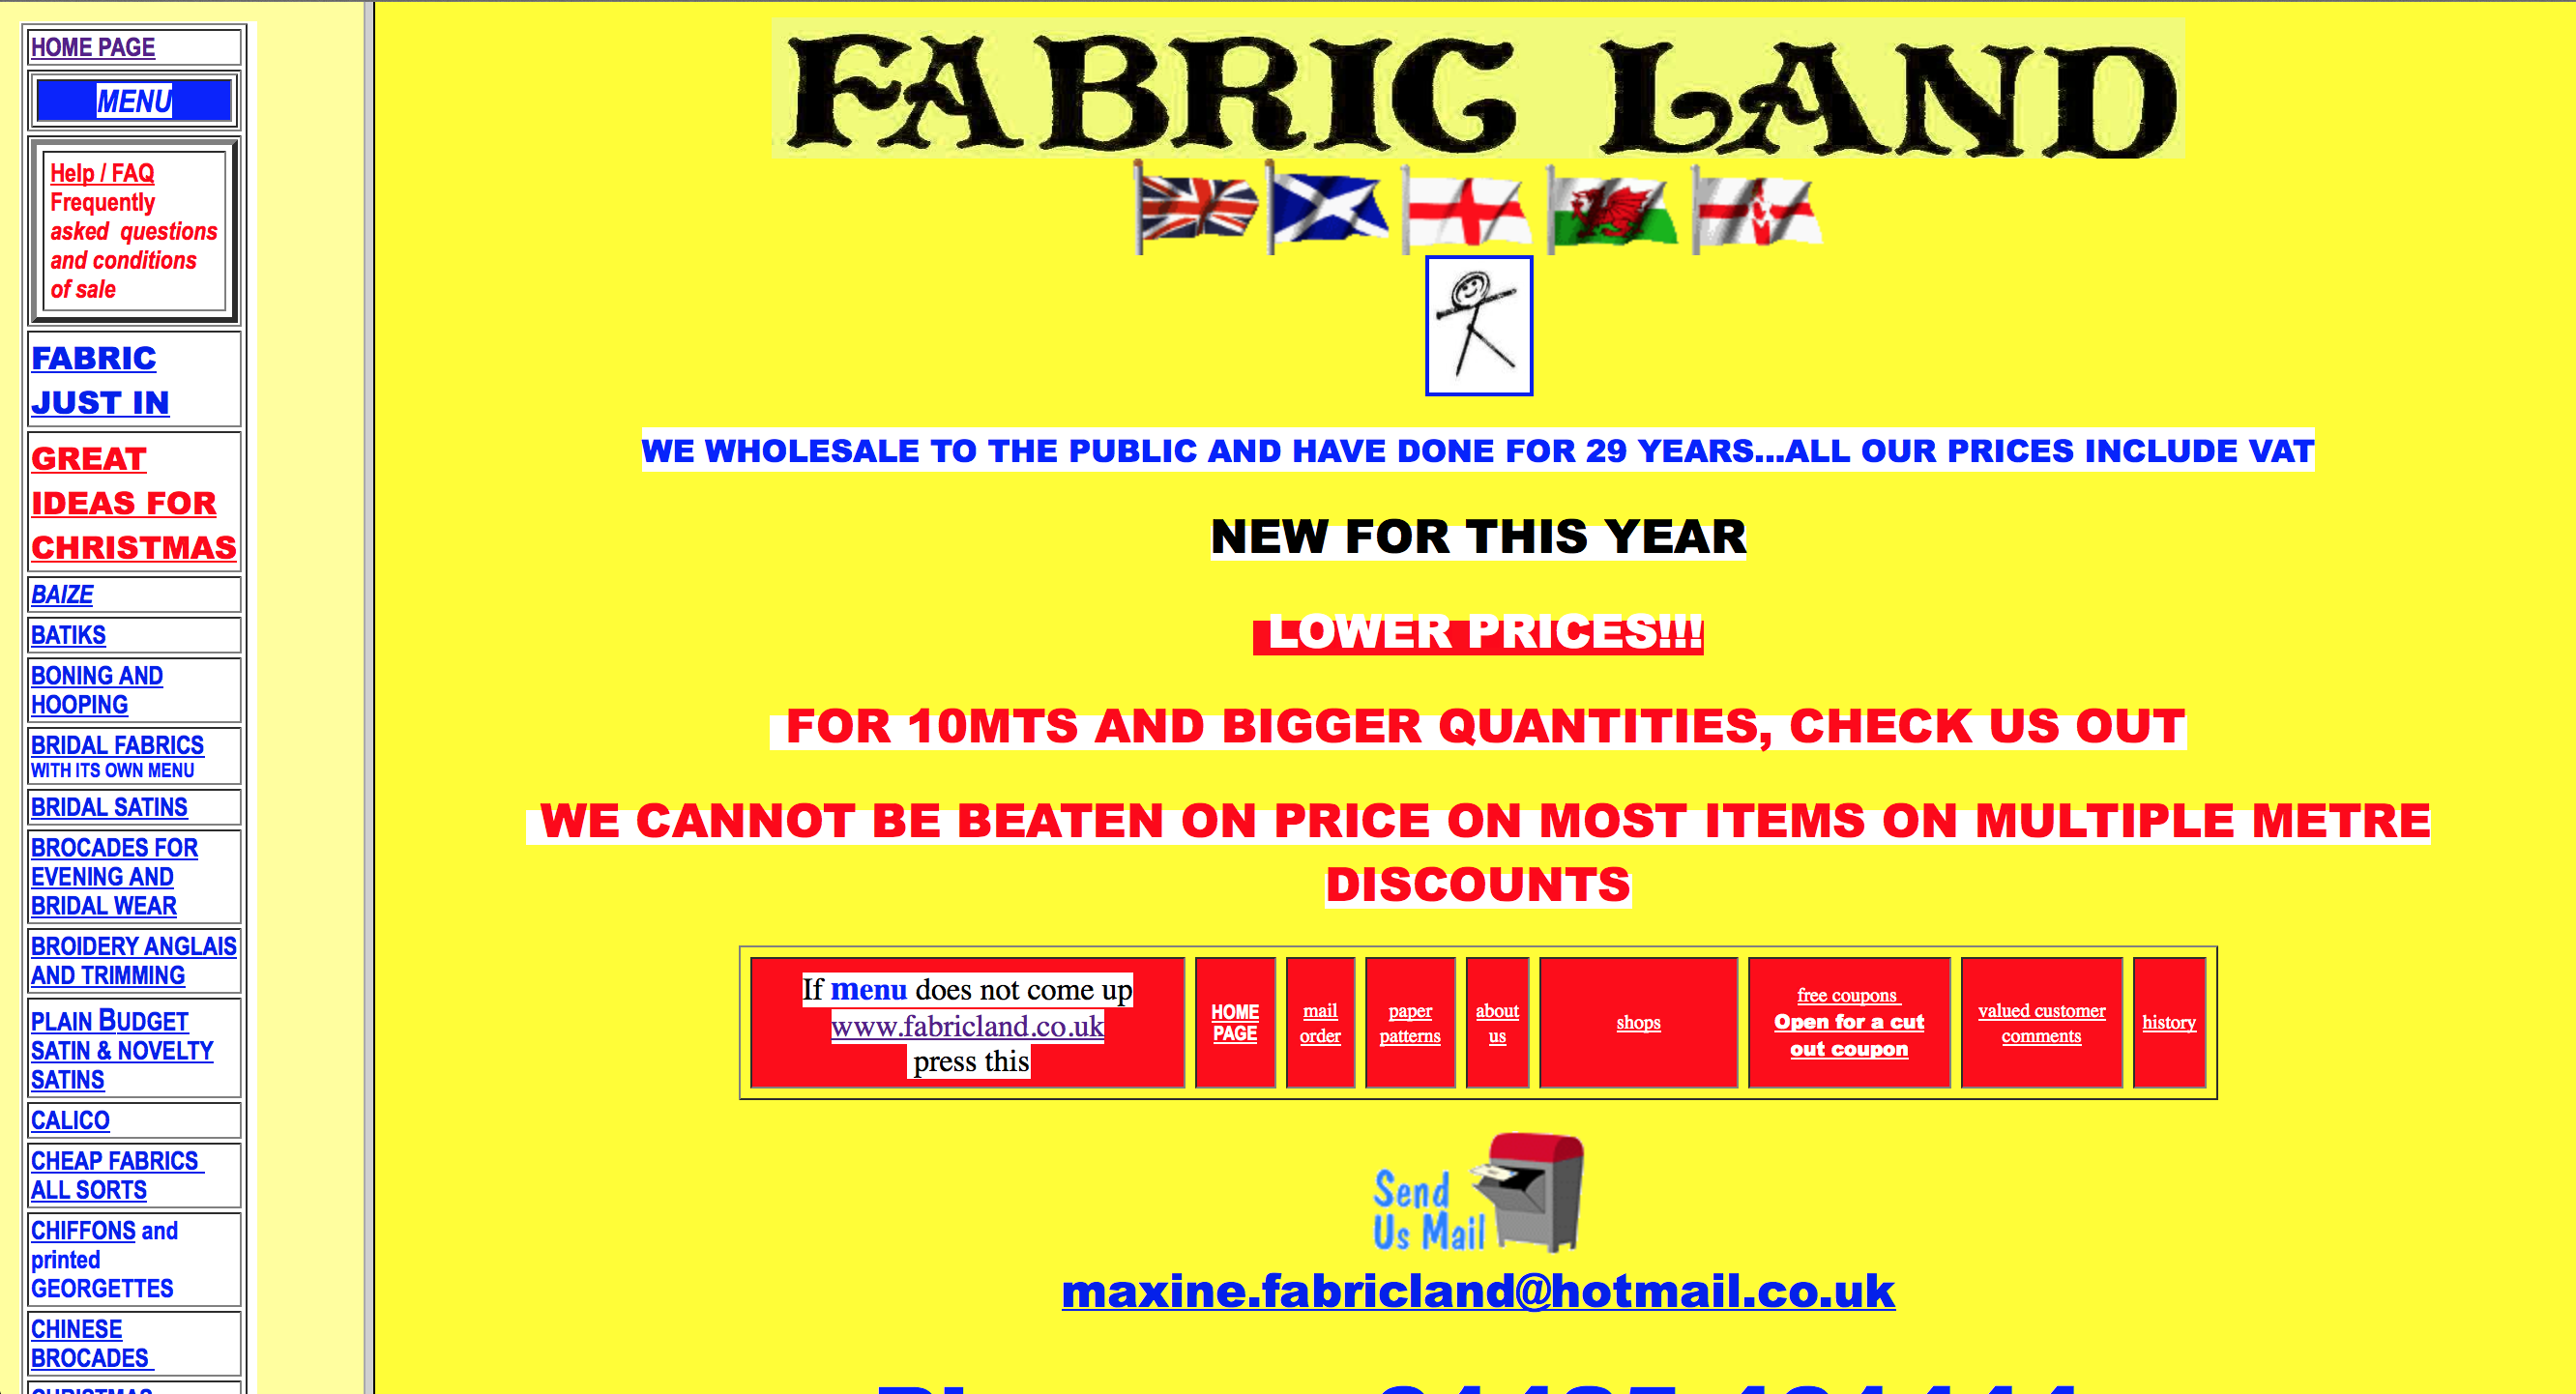 HOME PAGE
MENU
Help / FAQ
Frequently
asked questions
and conditions
of sale
FABRIC
JUST IN
GREAT
IDEAS FOR
CHRISTMAS
BAIZE
BATIKS
BONING AND
HOOPING
BRIDAL FABRICS
WITH ITS OWN MENU
BRIDAL SATINS
BROCADES FOR
EVENING AND
BRIDAL WEAR
BROIDERY ANGLAIS
AND TRIMMING
PLAIN BUDGET
SATIN & NOVELTY
SATINS
CALICO
CHEAP FABRICS
ALL SORTS
CHIFFONS and
printed
GEORGETTES
CHINESE
BROCADES
CHRISTMAS
FABRIC LAND
WE WHOLESALE TO THE PUBLIC AND HAVE DONE FOR 29 YEARS...ALL OUR PRICES INCLUDE VAT
NEW FOR THIS YEAR
LOWER PRICES!!!
FOR 10MTS AND BIGGER QUANTITIES, CHECK US OUT
WE CANNOT BE BEATEN ON PRICE ON MOST ITEMS ON MULTIPLE METRE
DISCOUNTS
If menu does not come up
www.fabricland.co.uk
press this
HOME
PAGE
mail
order
paper
patterns
about
us
shops
free coupons
Open for a cut
out coupon
valued customer
comments
history
Send
Us Mail
maxine.fabricland@hotmail.co.uk